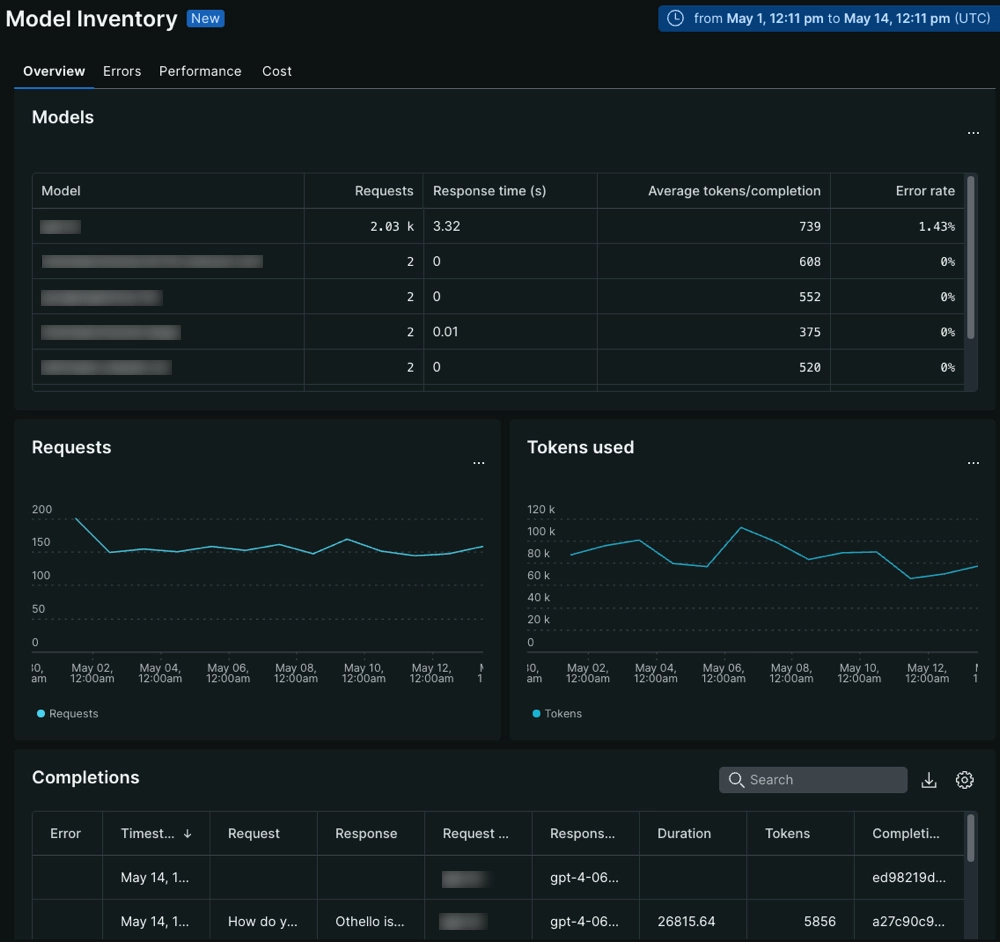 Model Inventory New
from May 1, 12:11 pm to May 14, 12:11 pm (UTC)
Overview Errors Performance Cost
Models
...
Model Requests Response time (s) Average tokens/completion Error rate
2.03 k 3.32 739 1.43%
2 0 608 0%
2 0 552 0%
2 0.01 375 0%
2 0 520 0%
Requests
...
200
150
100
50
0
30, May 02, May 04, May 06, May 08, May 10, May 12,
am 12:00am 12:00am 12:00am 12:00am 12:00am 12:00am 1
Requests
Tokens used
...
120 k
100 k
80 k
60 k
40 k
20 k
0
30, May 02, May 04, May 06, May 08, May 10, May 12,
am 12:00am 12:00am 12:00am 12:00am 12:00am 12:00am 1
Tokens
Completions Search
Error Timest... ↓ Request Response Request ... Respons... Duration Tokens Completi...
May 14, 1... gpt-4-06... ed98219d...
May 14, 1... How do y... Othello is... gpt-4-06... 26815.64 5856 a27c90c9...